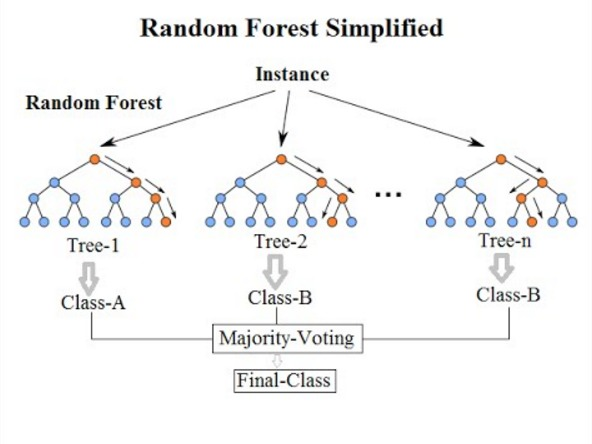 Random Forest Simplified
Instance
Random Forest
...
Tree-1
Tree-2
Tree-n
Class-A
Class-B
Class-B
Majority-Voting
Final-Class